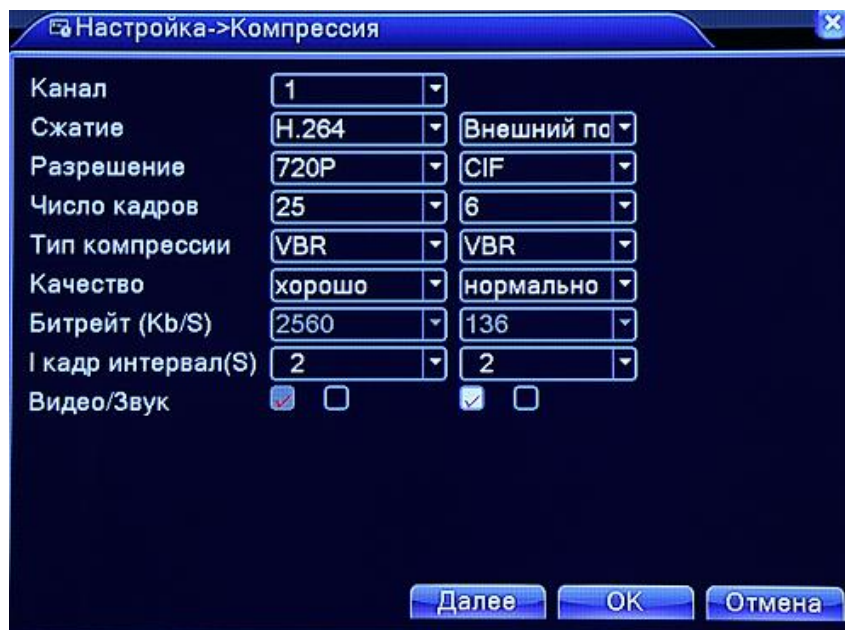 Настройка->Компрессия
Канал 1
Сжатие H.264 Внешний по
Разрешение 720P CIF
Число кадров 25 6
Тип компрессии VBR VBR
Качество хорошо нормально
Битрейт (Kb/S) 2560 136
I кадр интервал(S) 2 2
Видео/Звук
Далее OK Отмена